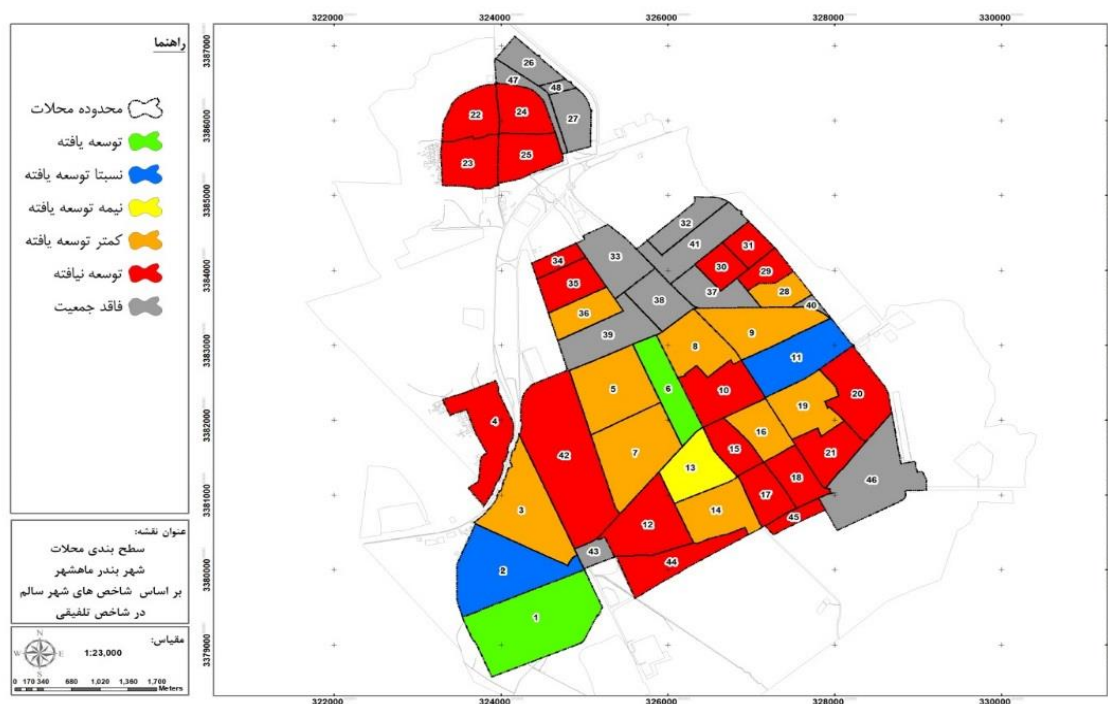 راهنما
محدوده محلات
توسعه یافته
نسبتا توسعه یافته
نیمه توسعه یافته
کمتر توسعه یافته
توسعه نیافته
فاقد جمعیت
عنوان نقشه:
سطح بندی محلات
شهر بندر ماهشهر
بر اساس شاخص های شهر سالم
در شاخص تلفیقی
مقیاس:
1:23,000
N
W E
S
0 170 340 680 1,020 1,360 1,700
Meters
322000 324000 326000 328000 330000
3387000
3386000
3385000
3384000
3383000
3382000
3381000
3380000
3379000
26
47 48
22 24 27
23 25
32
41
33 31
34 30 29
35 38 37 28
36 40
39 8 9
11
5 6 10
19 20
4 16
42 7 15 21
13 18 46
3 17
14 45
12
43 44
2
1
322000 324000 326000 328000 330000